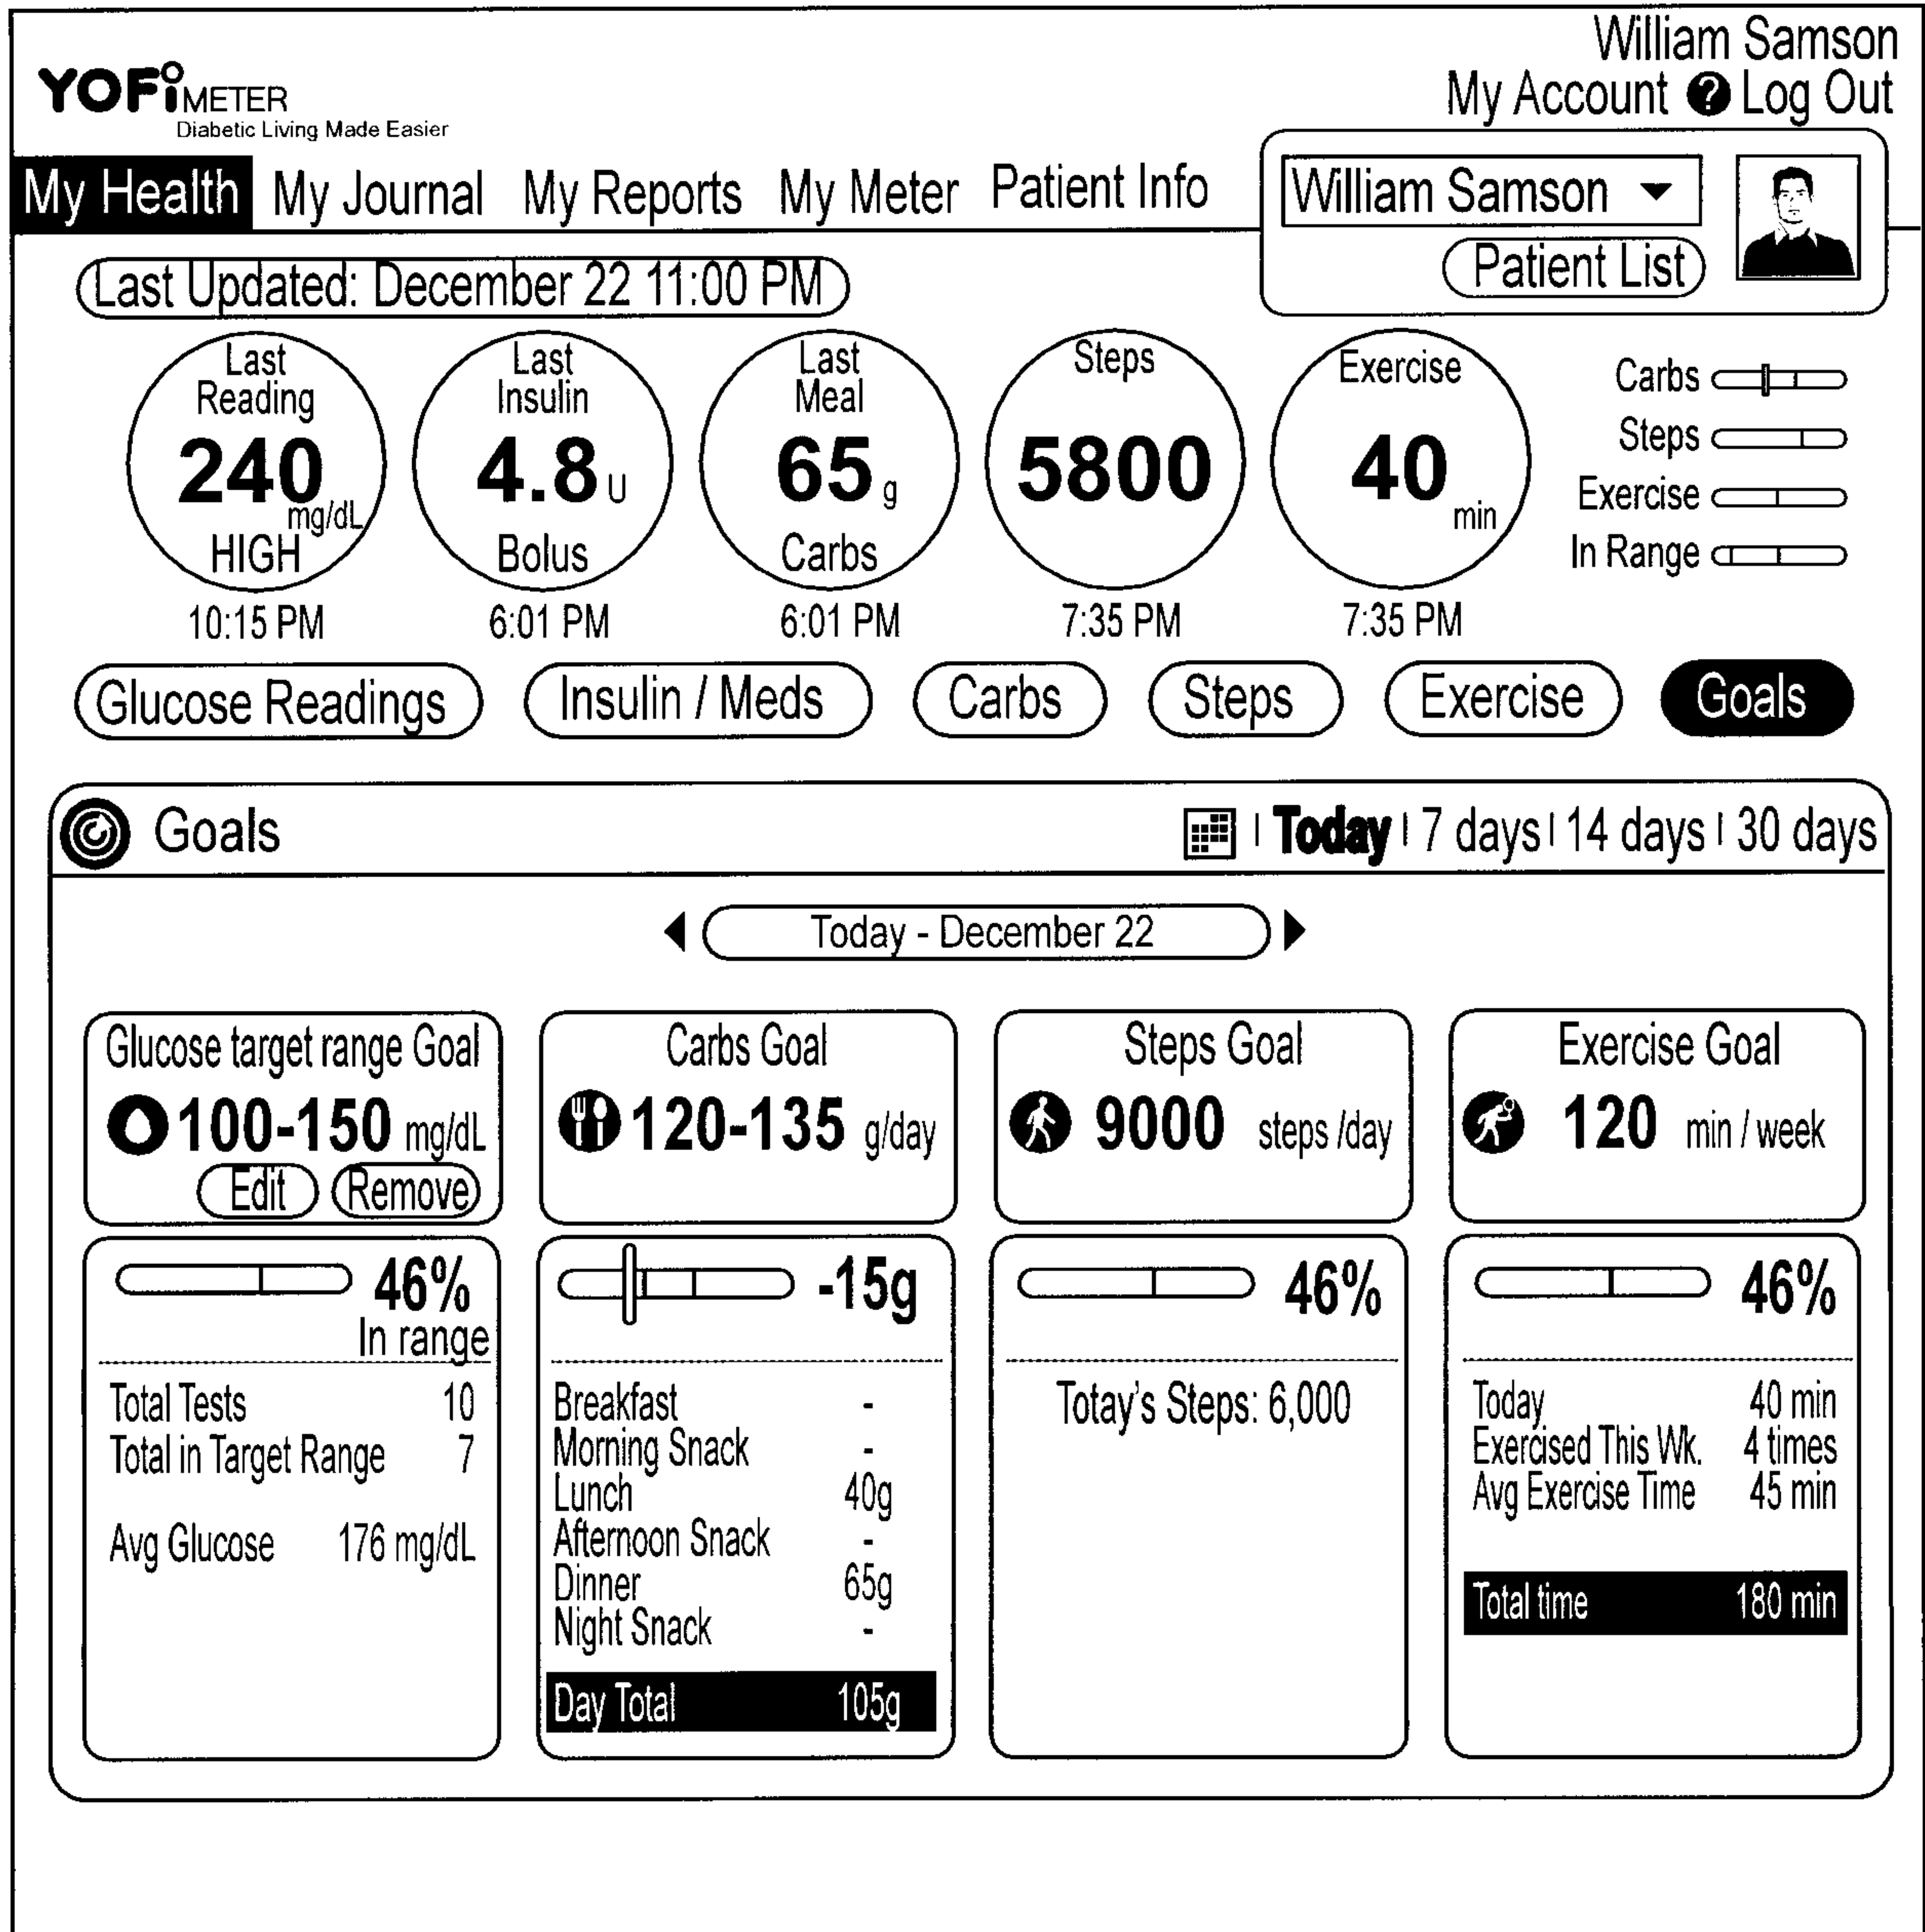 William Samson
YOFiMETER
My Account ? Log Out
Diabetic Living Made Easier
My Health My Journal My Reports My Meter Patient Info
William Samson
Patient List
Last Updated: December 22 11:00 PM
Last Reading
240 mg/dL
HIGH
10:15 PM
Last Insulin
4.8 U
Bolus
6:01 PM
Last Meal
65 g
Carbs
6:01 PM
Steps
5800
7:35 PM
Exercise
40 min
7:35 PM
Carbs
Steps
Exercise
In Range
Glucose Readings Insulin / Meds Carbs Steps Exercise Goals
Goals
Today 7 days 14 days 30 days
Today - December 22
Glucose target range Goal
100-150 mg/dL
Edit Remove
Carbs Goal
120-135 g/day
Steps Goal
9000 steps /day
Exercise Goal
120 min / week
46%
In range
Total Tests 10
Total in Target Range 7
Avg Glucose 176 mg/dL
-15g
Breakfast -
Morning Snack -
Lunch 40g
Afternoon Snack -
Dinner 65g
Night Snack -
Day Total 105g
46%
Totay's Steps: 6,000
46%
Today 40 min
Exercised This Wk. 4 times
Avg Exercise Time 45 min
Total time 180 min